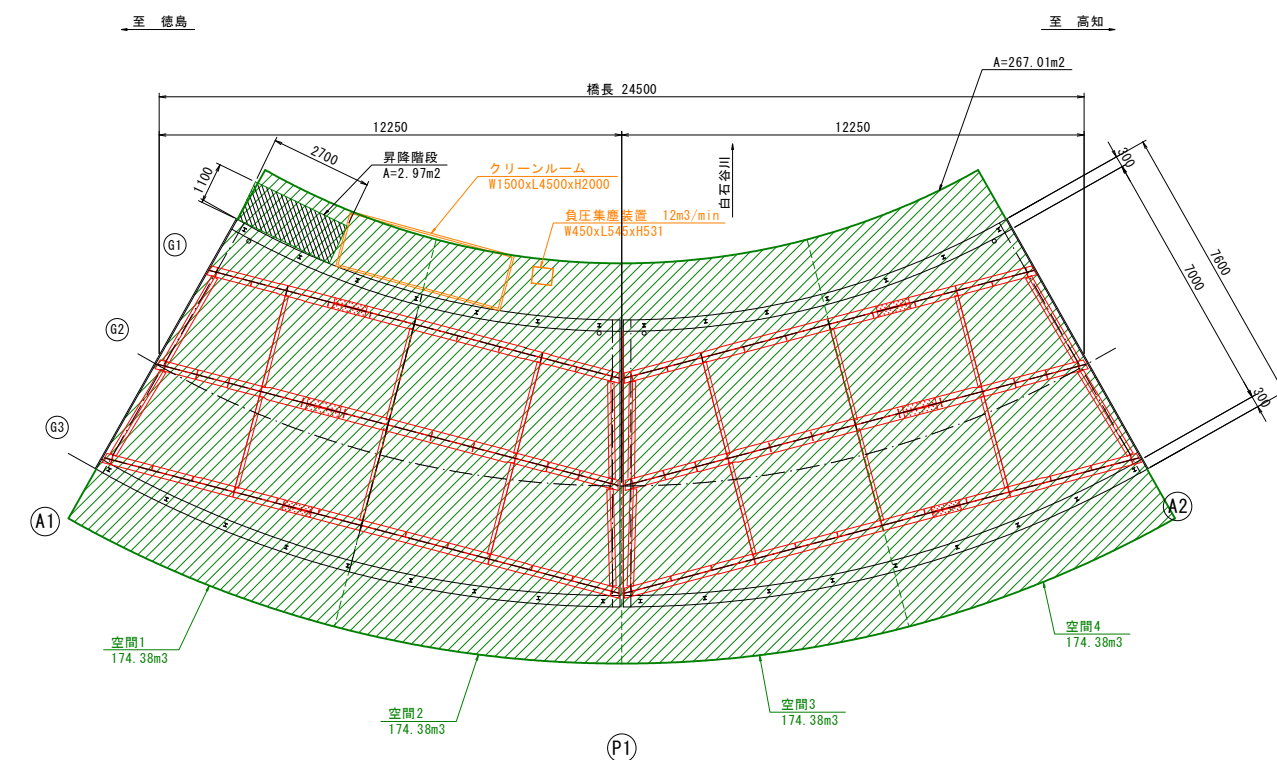 至 徳島
至 高知
A=267.01m2
橋長 24500
12250
12250
2700
1100
昇降階段
A=2.97m2
クリーンルーム
W1500xL4500xH2000
負圧集塵装置 12m3/min
W450xL545xH531
白石谷川
300
7600
7000
300
G1
G2
G3
A1
A2
空間1
174.38m3
空間2
174.38m3
空間3
174.38m3
空間4
174.38m3
P1